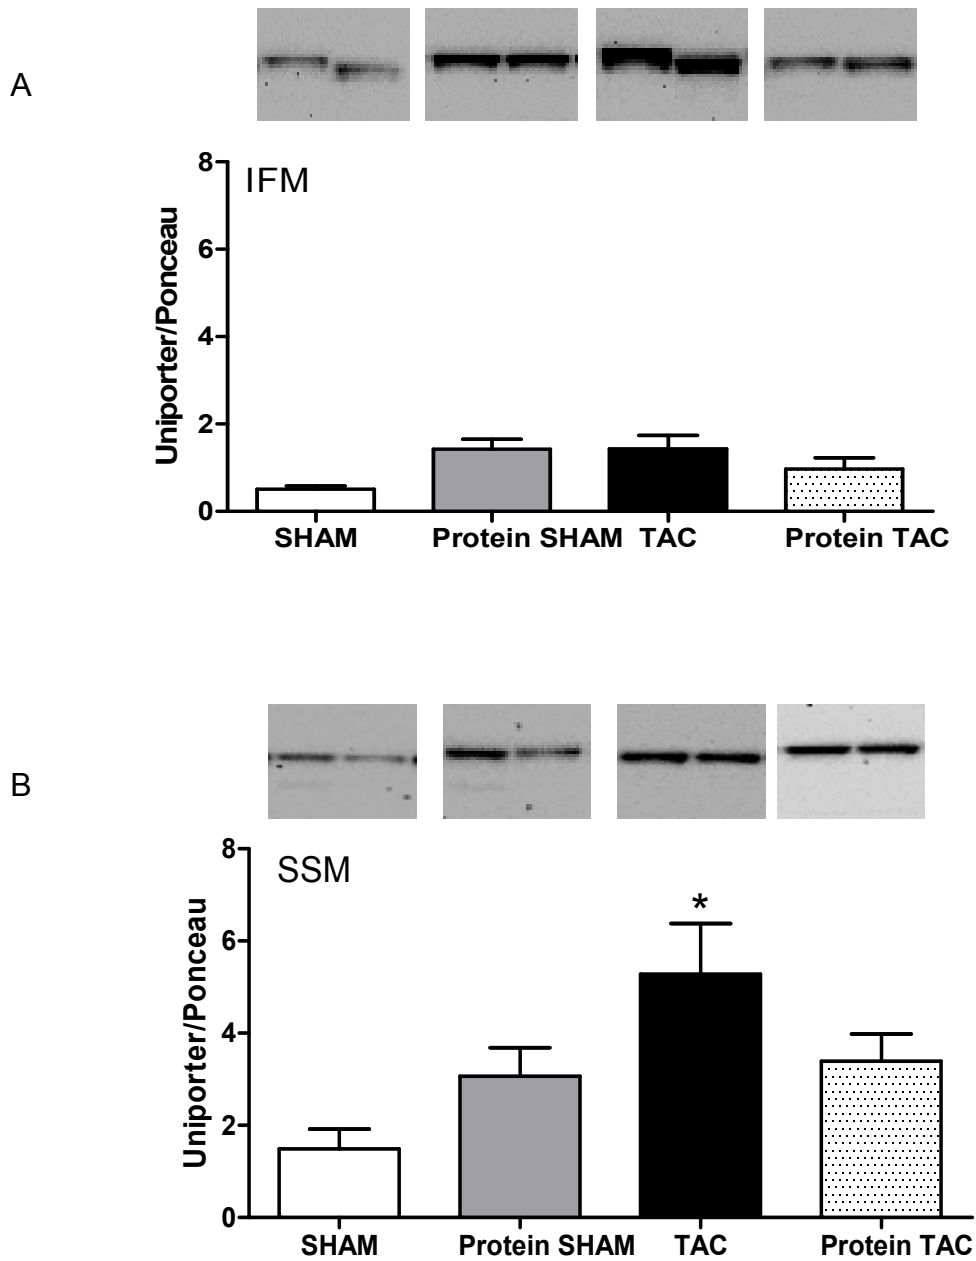 A
IFM
Uniporter/Ponceau
8
6
4
2
0
SHAM Protein SHAM TAC Protein TAC
B
SSM
Uniporter/Ponceau
8
6
4
2
0
*
SHAM Protein SHAM TAC Protein TAC